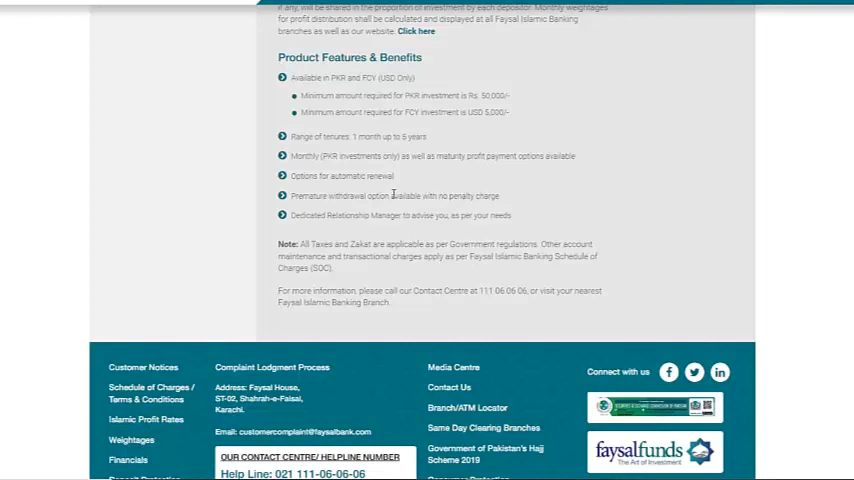 if any, will be shared in the proportion of investment by each depositor. Monthly weightages
for profit distribution shall be calculated and displayed at all Faysal Islamic Banking
branches as well as our website. Click here
Product Features & Benefits
Available in PKR and FCY (USD Only)
Minimum amount required for PKR investment is Rs. 50,000/-
Minimum amount required for FCY investment is USD 5,000/-
Range of tenures: 1 month up to 5 years
Monthly (PKR investments only) as well as maturity profit payment options available
Options for automatic renewal
Premature withdrawal option available with no penalty charge
Dedicated Relationship Manager to advise you, as per your needs
Note: All Taxes and Zakat are applicable as per Government regulations. Other account
maintenance and transactional charges apply as per Faysal Islamic Banking Schedule of
Charges (SOC).
For more information, please call our Contact Centre at 111 06 06 06, or visit your nearest
Faysal Islamic Banking Branch.
Customer Notices
Schedule of Charges /
Terms & Conditions
Islamic Profit Rates
Weightages
Financials
Complaint Lodgment Process
Address: Faysal House,
ST-02, Shahrah-e-Faisal,
Karachi.
Email: customercomplaint@faysalbank.com
OUR CONTACT CENTRE/ HELPLINE NUMBER
Help Line: 021 111-06-06-06
Media Centre
Contact Us
Branch/ATM Locator
Same Day Clearing Branches
Government of Pakistan's Hajj
Scheme 2019
Connect with us
faysalfunds
The Art of Investment